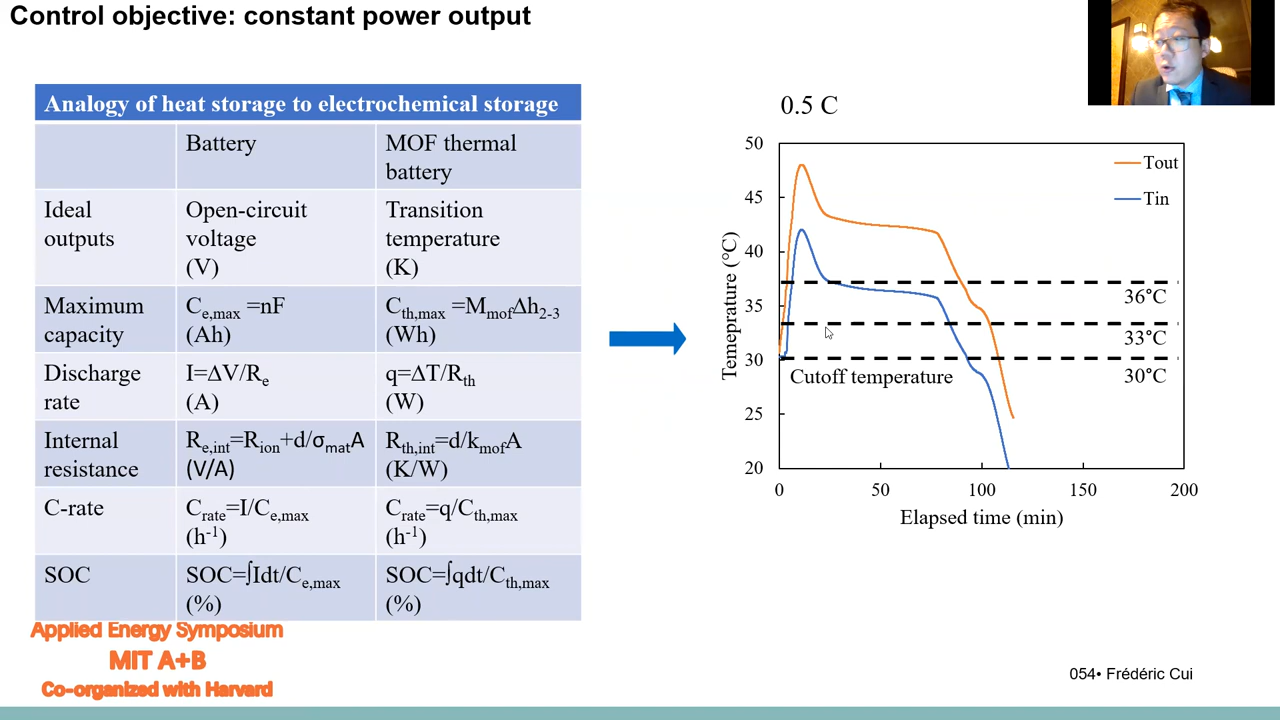 Control objective: constant power output
Analogy of heat storage to electrochemical storage
Battery
MOF thermal
battery
Ideal
outputs
Open-circuit
voltage
(V)
Transition
temperature
(K)
Maximum
capacity
Ce,max =nF
(Ah)
Cth,max =MmofΔh2-3
(Wh)
Discharge
rate
I=ΔV/Re
(A)
q=ΔT/Rth
(W)
Internal
resistance
Re,int=Rion+d/σmatA
(V/A)
Rth,int=d/kmofA
(K/W)
C-rate
Crate=I/Ce,max
(h-1)
Crate=q/Cth,max
(h-1)
SOC
SOC=∫Idt/Ce,max
(%)
SOC=∫qdt/Cth,max
(%)
0.5 C
Temeprature (°C)
50
45
40
35
30
25
20
Tout
Tin
36°C
33°C
30°C
Cutoff temperature
0
50
100
150
200
Elapsed time (min)
Applied Energy Symposium
MIT A+B
Co-organized with Harvard
054• Frédéric Cui